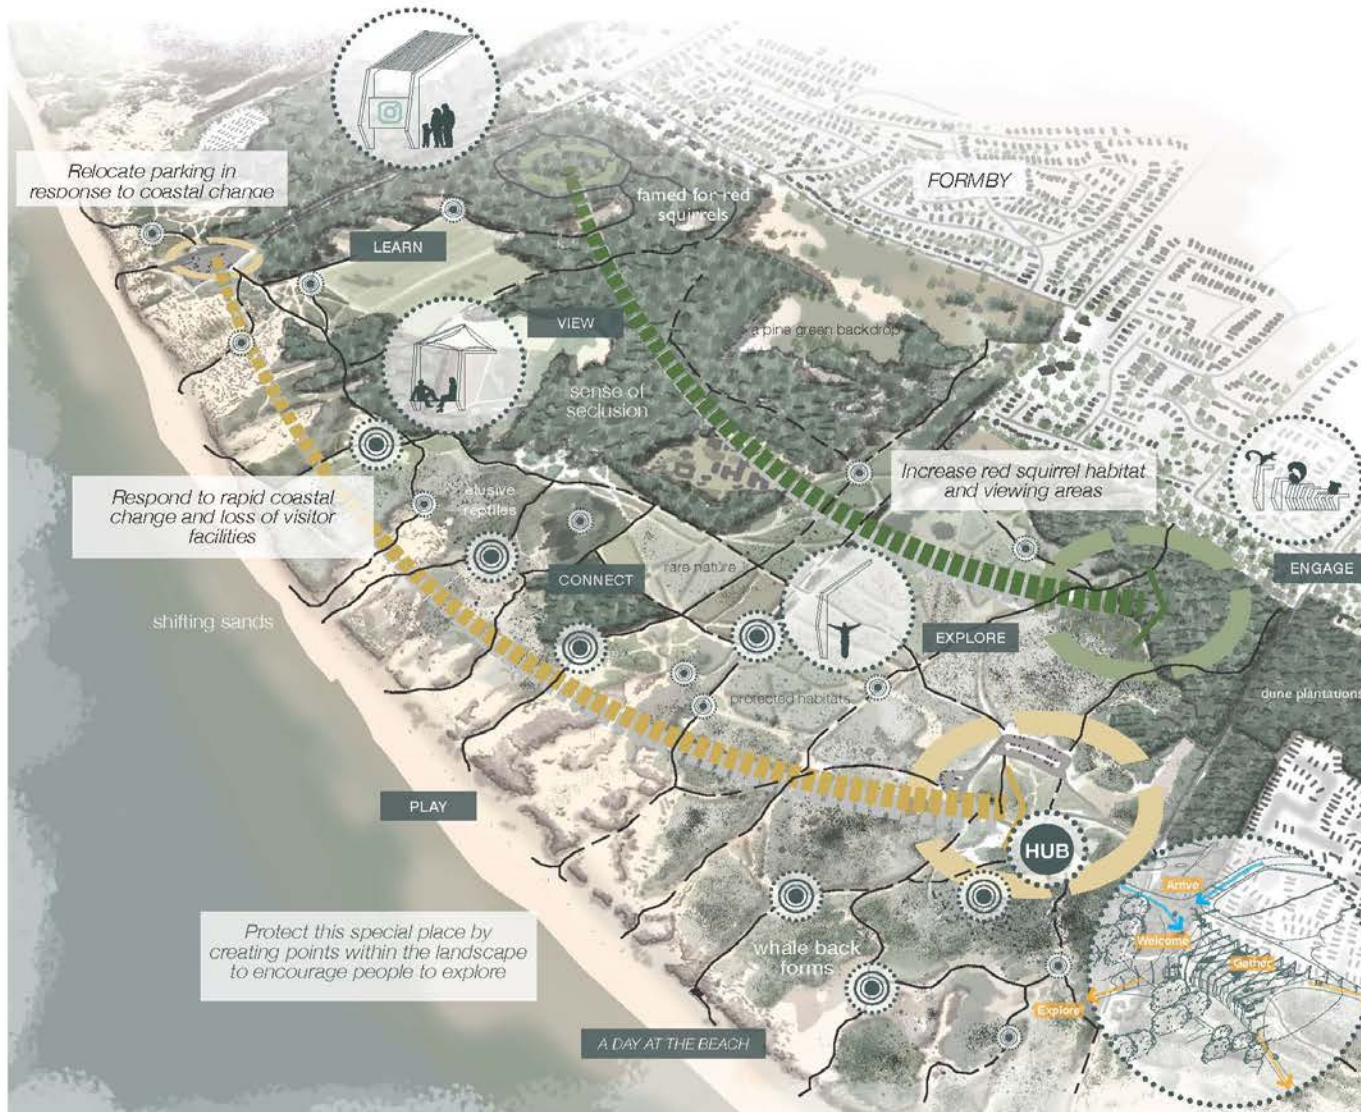 Relocate parking in
response to coastal change
LEARN
famed for red
squirrels
FORMBY
VIEW
a pine green backdrop
sense of
seclusion
Increase red squirrel habitat
and viewing areas
Respond to rapid coastal
change and loss of visitor
facilities
elusive
reptiles
ENGAGE
CONNECT
rare nature
shifting sands
EXPLORE
protected habitats
dune plantations
PLAY
HUB
Arrive
Welcome
Gather
Explore
Protect this special place by
creating points within the landscape
to encourage people to explore
whale back
forms
A DAY AT THE BEACH